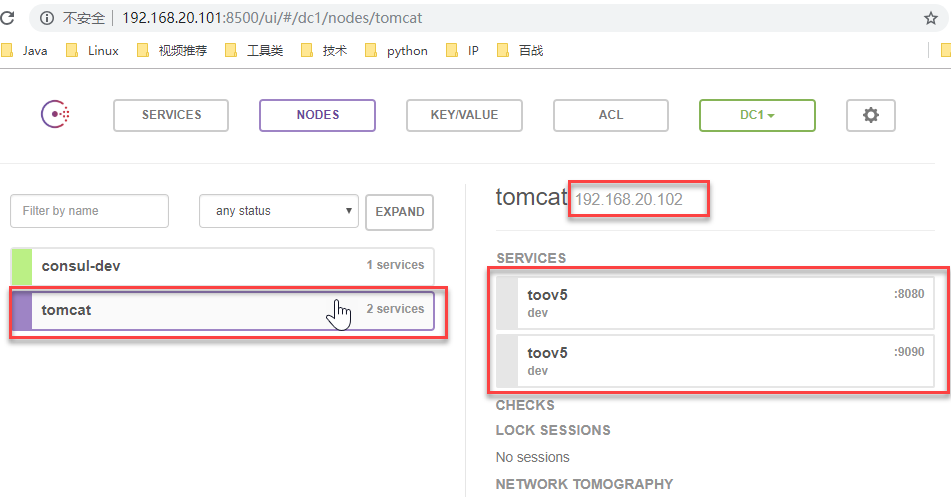 不安全 192.168.20.101:8500/ui/#/dc1/nodes/tomcat
Java Linux 视频推荐 工具类 技术 python IP 百战
SERVICES NODES KEY/VALUE ACL DC1
tomcat 192.168.20.102
Filter by name any status EXPAND
consul-dev 1 services
tomcat 2 services
SERVICES
toov5 :8080
dev
toov5 :9090
dev
CHECKS
LOCK SESSIONS
No sessions
NETWORK TOMOGRAPHY